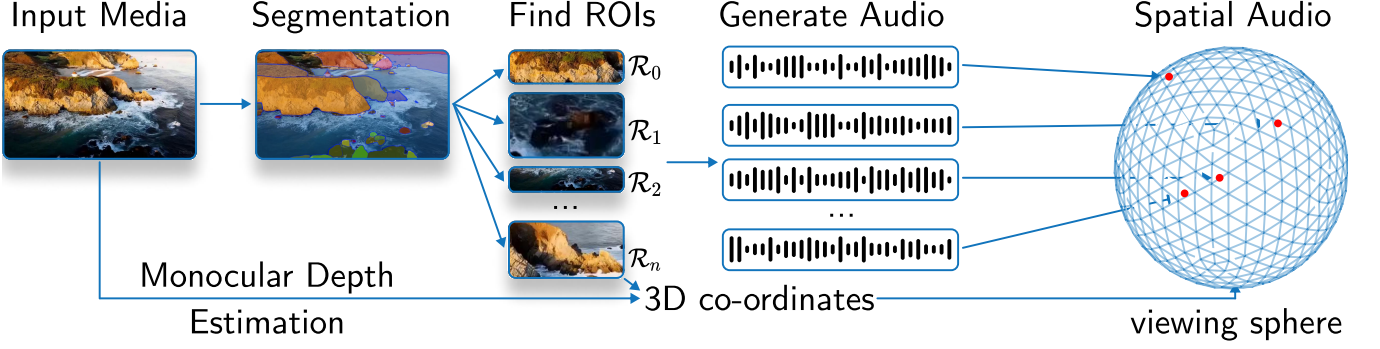 Input Media
Segmentation
Find ROIs
Generate Audio
Spatial Audio
R0
R1
R2
...
Rn
...
Monocular Depth
Estimation
3D co-ordinates
viewing sphere